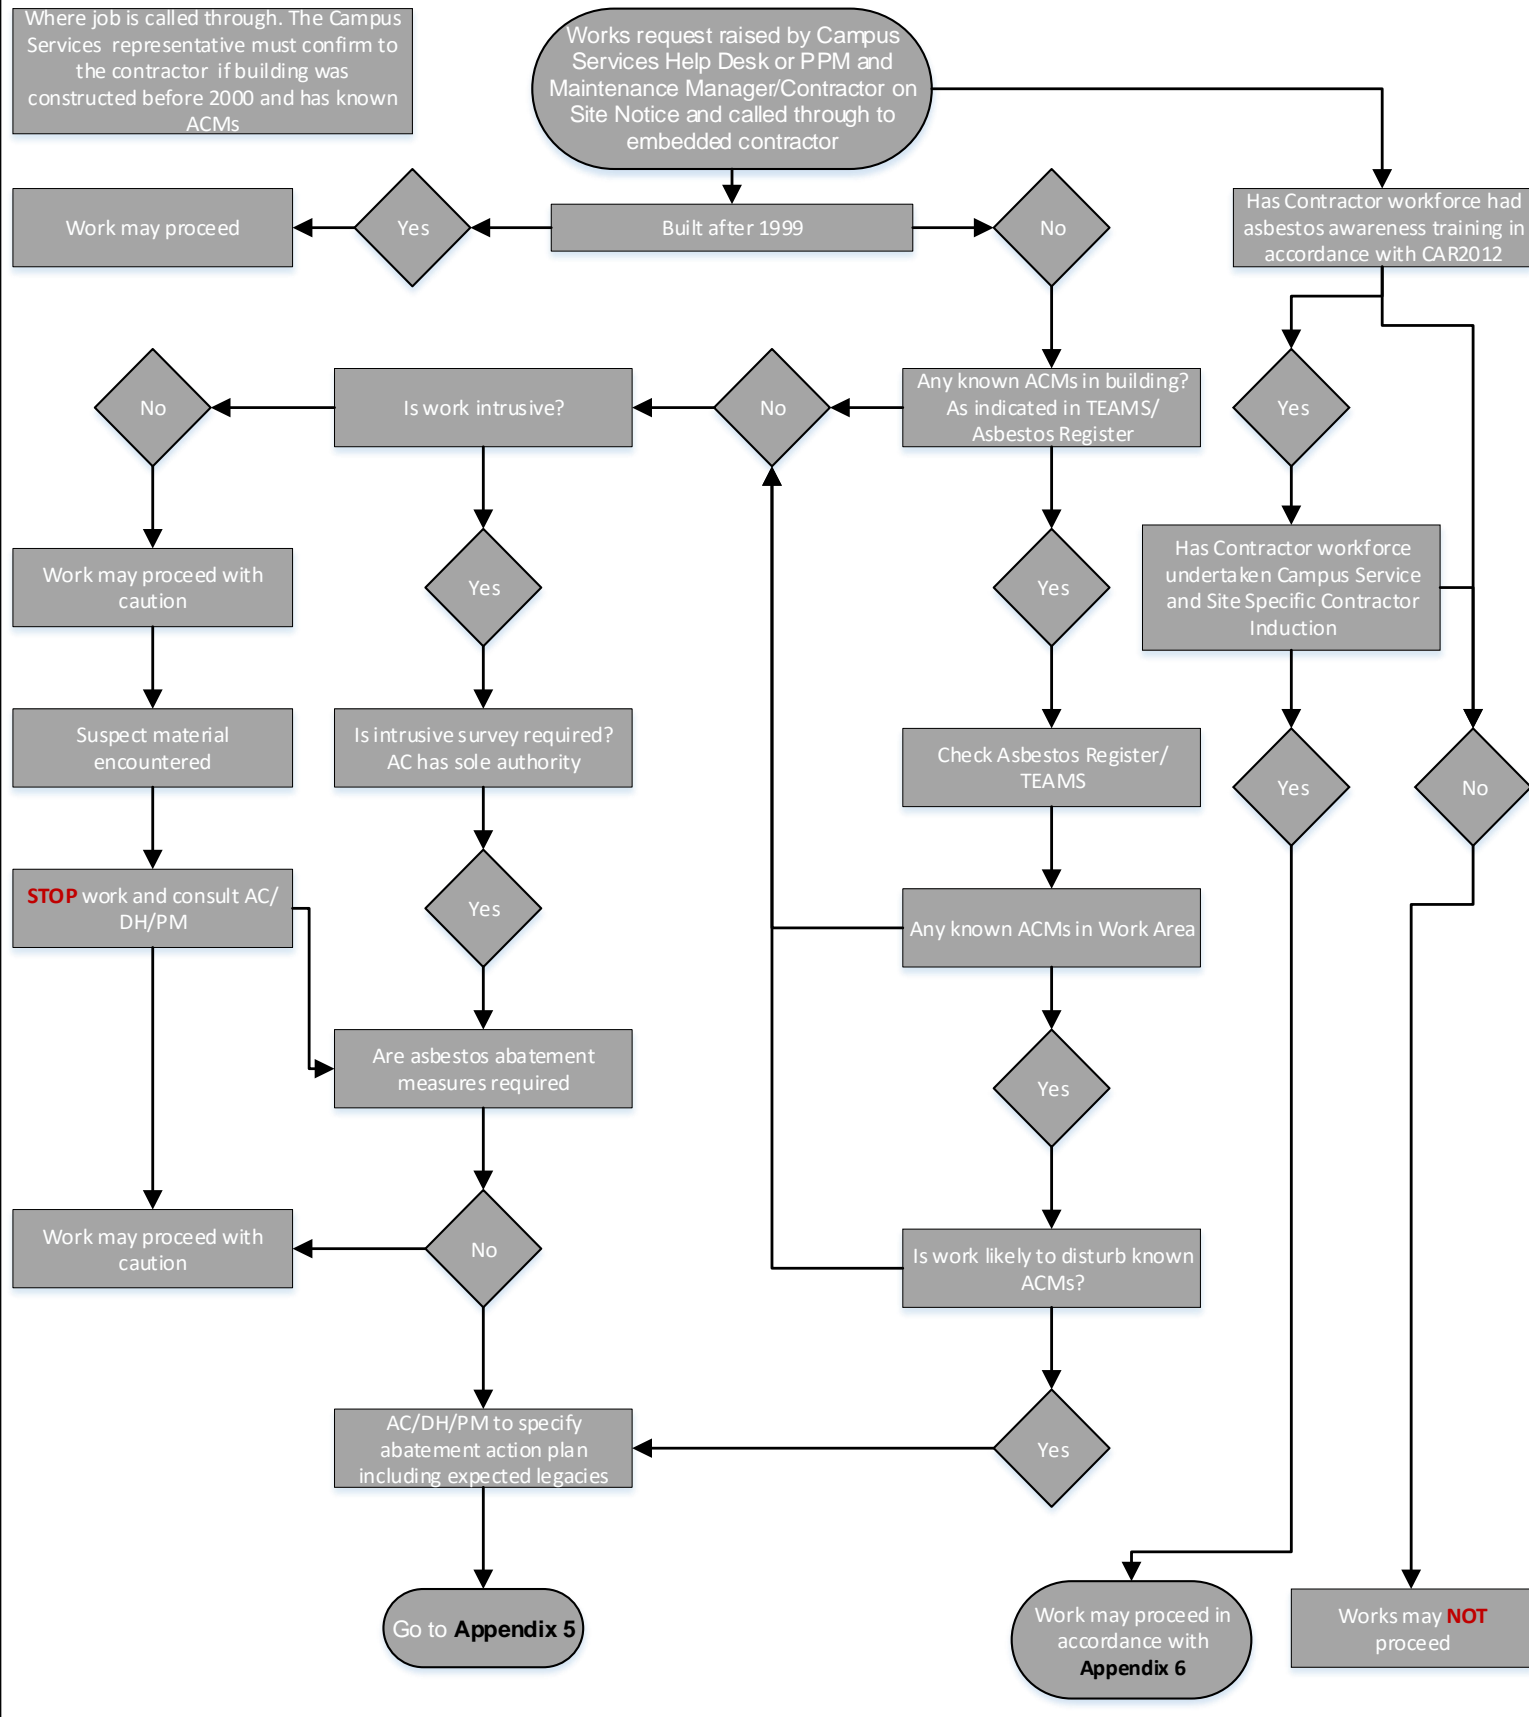 Where job is called through. The Campus
Services representative must confirm to
the contractor if building was
constructed before 2000 and has known
ACMs
Works request raised by Campus
Services Help Desk or PPM and
Maintenance Manager/Contractor on
Site Notice and called through to
embedded contractor
Work may proceed
Yes
Built after 1999
No
Has Contractor workforce had
asbestos awareness training in
accordance with CAR2012
No
Is work intrusive?
No
Any known ACMs in building?
As indicated in TEAMS/
Asbestos Register
Yes
Work may proceed with
caution
Yes
Yes
Has Contractor workforce
undertaken Campus Service
and Site Specific Contractor
Induction
Suspect material
encountered
Is intrusive survey required?
AC has sole authority
Check Asbestos Register/
TEAMS
Yes
No
STOP work and consult AC/
DH/PM
Yes
Any known ACMs in Work Area
Are asbestos abatement
measures required
Yes
Work may proceed with
caution
No
Is work likely to disturb known
ACMs?
AC/DH/PM to specify
abatement action plan
including expected legacies
Yes
Go to Appendix 5
Work may proceed in
accordance with
Appendix 6
Works may NOT
proceed